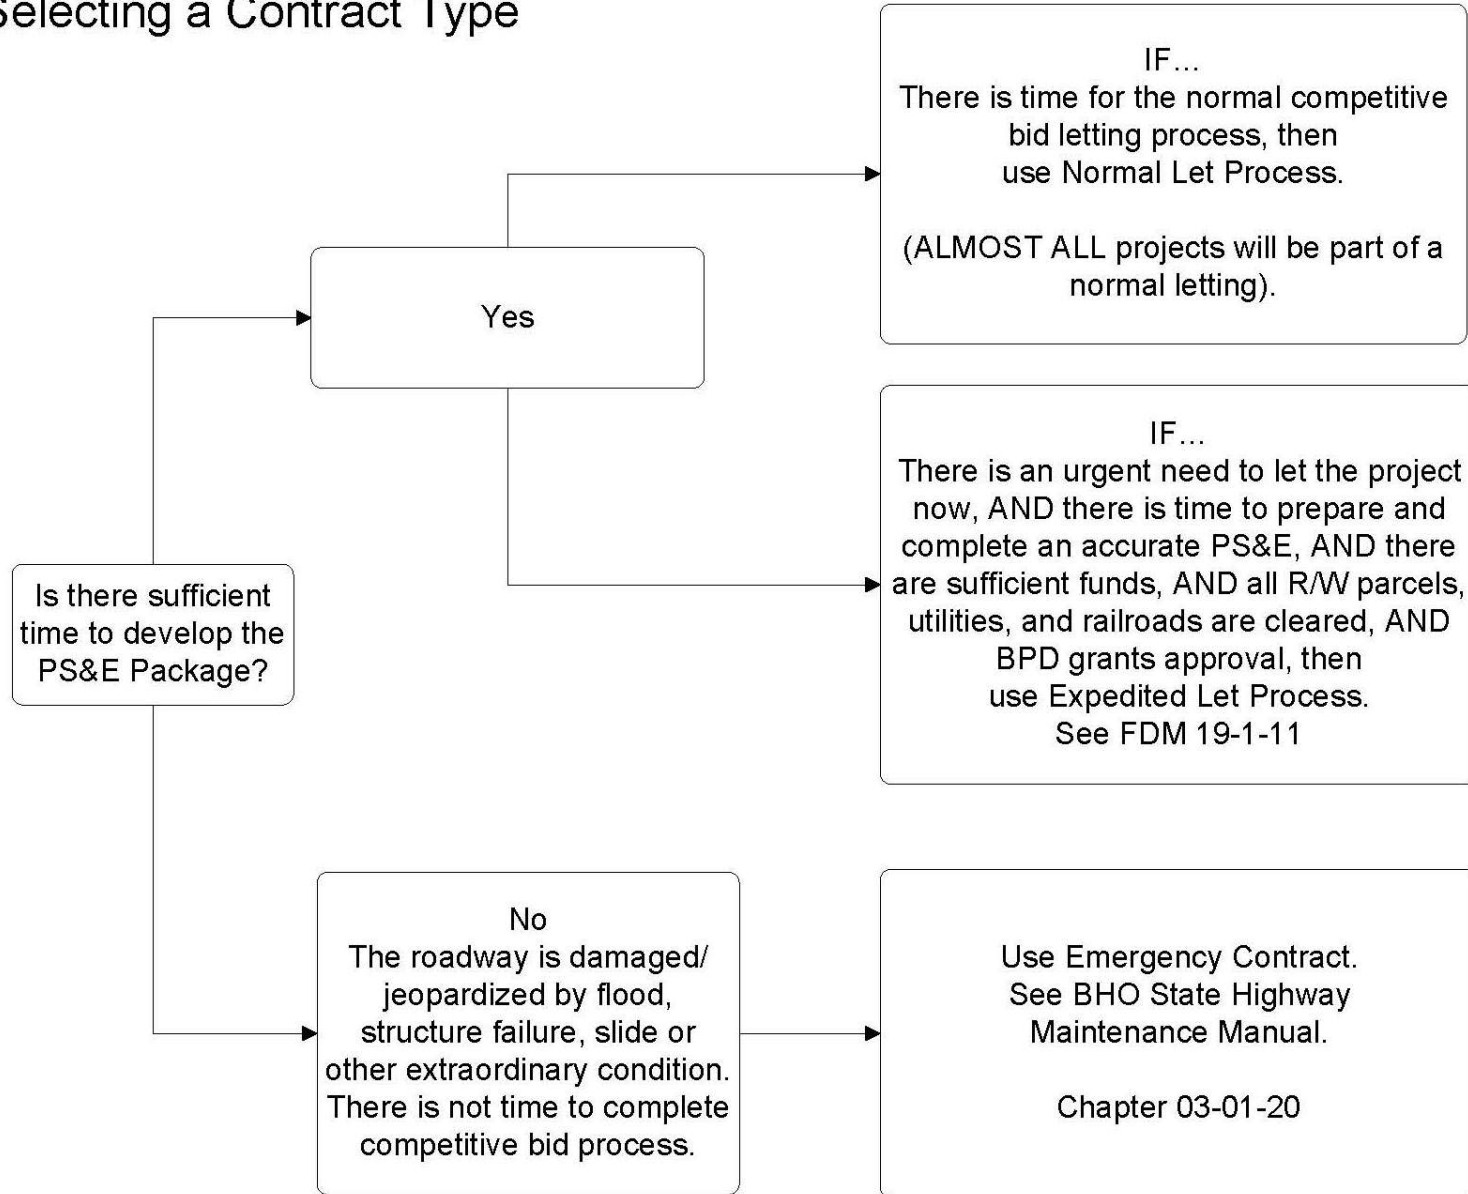 Selecting a Contract Type
IF...
There is time for the normal competitive
bid letting process, then
use Normal Let Process.
(ALMOST ALL projects will be part of a
normal letting).
Yes
IF...
There is an urgent need to let the project
now, AND there is time to prepare and
complete an accurate PS&E, AND there
are sufficient funds, AND all R/W parcels,
utilities, and railroads are cleared, AND
BPD grants approval, then
use Expedited Let Process.
See FDM 19-1-11
Is there sufficient
time to develop the
PS&E Package?
No
The roadway is damaged/
jeopardized by flood,
structure failure, slide or
other extraordinary condition.
There is not time to complete
competitive bid process.
Use Emergency Contract.
See BHO State Highway
Maintenance Manual.
Chapter 03-01-20